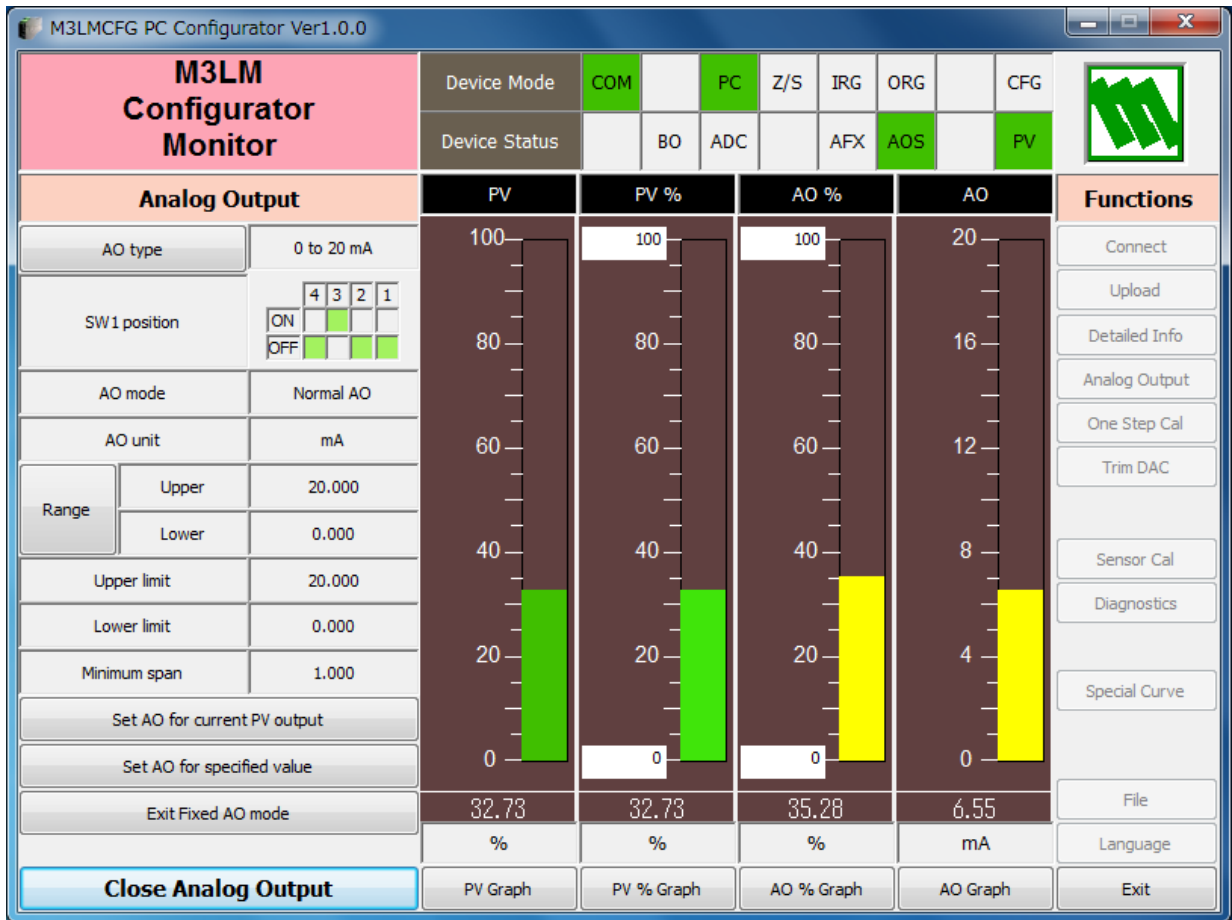 M3LMCFG PC Configurator Ver1.0.0
M3LM
Configurator
Monitor
Device Mode COM PC Z/S IRG ORG CFG
Device Status BO ADC AFX AOS PV
Analog Output
AO type 0 to 20 mA
SW1 position
4 3 2 1
ON
OFF
AO mode Normal AO
AO unit mA
Range
Upper 20.000
Lower 0.000
Upper limit 20.000
Lower limit 0.000
Minimum span 1.000
Set AO for current PV output
Set AO for specified value
Exit Fixed AO mode
Close Analog Output
PV
100
80
60
40
20
0
32.73
%
PV Graph
PV %
100
80
60
40
20
0
32.73
%
PV % Graph
AO %
100
80
60
40
20
0
35.28
%
AO % Graph
AO
20
16
12
8
4
0
6.55
mA
AO Graph
Functions
Connect
Upload
Detailed Info
Analog Output
One Step Cal
Trim DAC
Sensor Cal
Diagnostics
Special Curve
File
Language
Exit